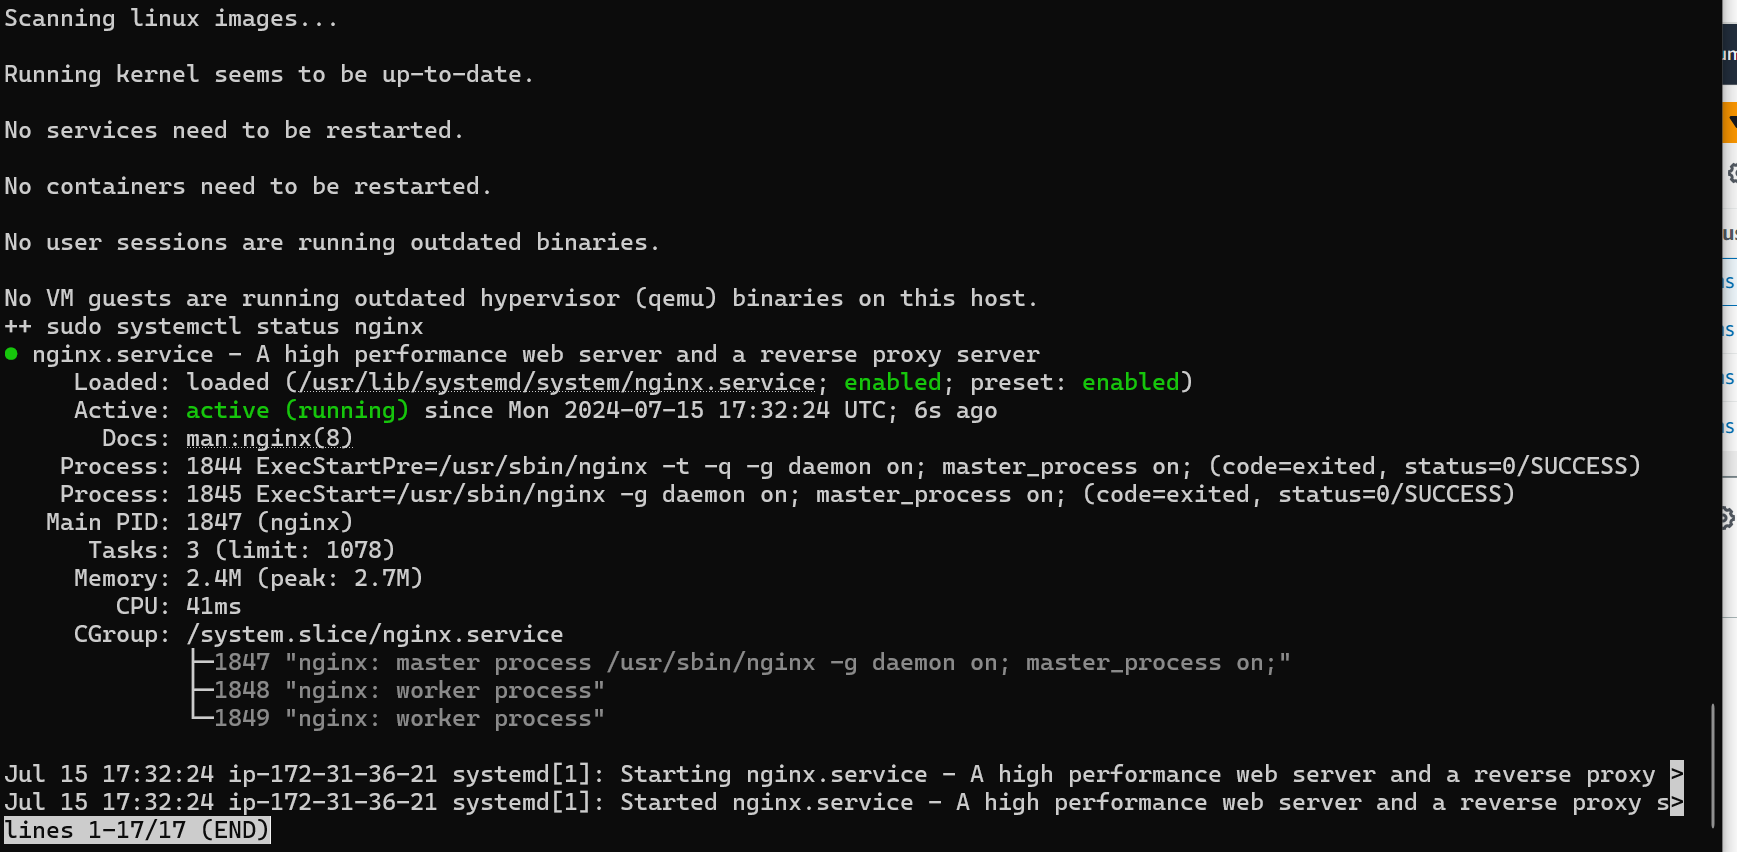 Scanning linux images...
Running kernel seems to be up-to-date.
No services need to be restarted.
No containers need to be restarted.
No user sessions are running outdated binaries.
No VM guests are running outdated hypervisor (qemu) binaries on this host.
++ sudo systemctl status nginx
● nginx.service - A high performance web server and a reverse proxy server
Loaded: loaded (/usr/lib/systemd/system/nginx.service; enabled; preset: enabled)
Active: active (running) since Mon 2024-07-15 17:32:24 UTC; 6s ago
Docs: man:nginx(8)
Process: 1844 ExecStartPre=/usr/sbin/nginx -t -q -g daemon on; master_process on; (code=exited, status=0/SUCCESS)
Process: 1845 ExecStart=/usr/sbin/nginx -g daemon on; master_process on; (code=exited, status=0/SUCCESS)
Main PID: 1847 (nginx)
Tasks: 3 (limit: 1078)
Memory: 2.4M (peak: 2.7M)
CPU: 41ms
CGroup: /system.slice/nginx.service
├─1847 "nginx: master process /usr/sbin/nginx -g daemon on; master_process on;"
├─1848 "nginx: worker process"
└─1849 "nginx: worker process"
Jul 15 17:32:24 ip-172-31-36-21 systemd[1]: Starting nginx.service - A high performance web server and a reverse proxy >
Jul 15 17:32:24 ip-172-31-36-21 systemd[1]: Started nginx.service - A high performance web server and a reverse proxy s>
lines 1-17/17 (END)